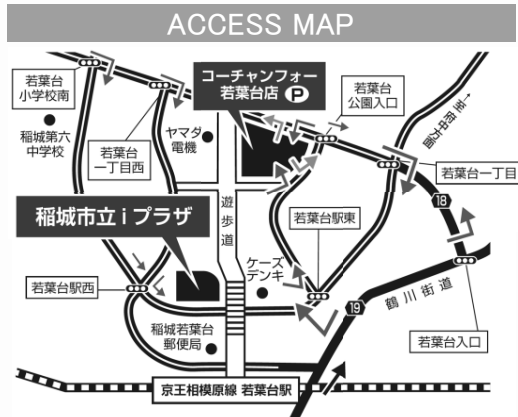 ACCESS MAP
コーチャンフォー
若葉台店 P
若葉台
小学校南
若葉台
公園入口
↑至府中方面
稲城第六
中学校
若葉台
一丁目西
ヤマダ
電機
若葉台一丁目
18
稲城市立iプラザ
遊歩道
若葉台駅東
ケーズ
デンキ
若葉台駅西
19
鶴川街道
稲城若葉台
郵便局
若葉台入口
京王相模原線 若葉台駅